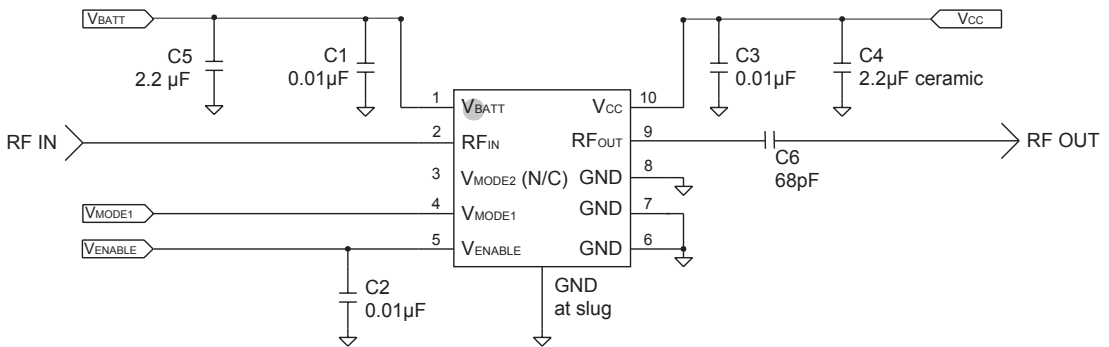 VBATT
C5
2.2 µF
C1
0.01µF
VCC
C3
0.01µF
C4
2.2µF ceramic
1
VBATT
VCC
10
RF IN
2
RFIN
RFOUT
9
C6
68pF
RF OUT
3
VMODE2 (N/C)
GND
8
VMODE1
4
VMODE1
GND
7
VENABLE
5
VENABLE
GND
6
C2
0.01µF
GND
at slug